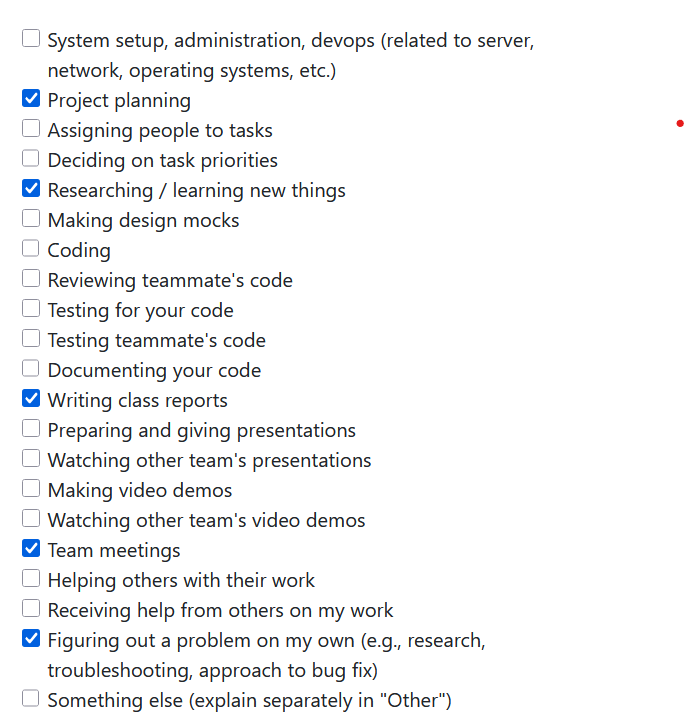 System setup, administration, devops (related to server,
network, operating systems, etc.)
Project planning
Assigning people to tasks
Deciding on task priorities
Researching / learning new things
Making design mocks
Coding
Reviewing teammate's code
Testing for your code
Testing teammate's code
Documenting your code
Writing class reports
Preparing and giving presentations
Watching other team's presentations
Making video demos
Watching other team's video demos
Team meetings
Helping others with their work
Receiving help from others on my work
Figuring out a problem on my own (e.g., research,
troubleshooting, approach to bug fix)
Something else (explain separately in "Other")